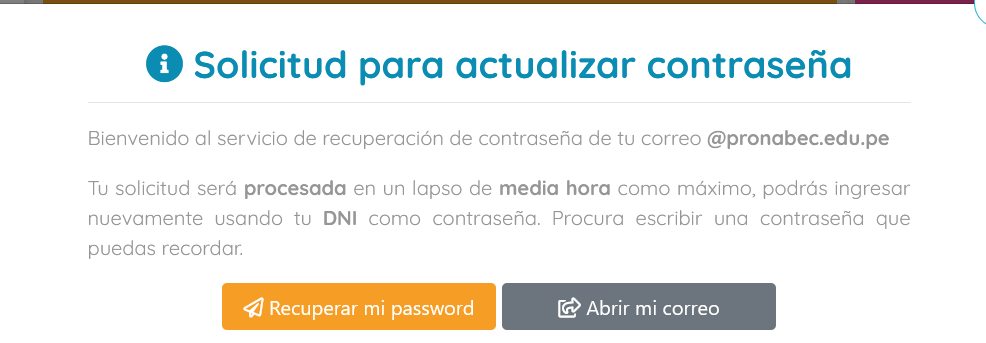 Solicitud para actualizar contraseña
Bienvenido al servicio de recuperación de contraseña de tu correo @pronabec.edu.pe
Tu solicitud será procesada en un lapso de media hora como máximo, podrás ingresar
nuevamente usando tu DNI como contraseña. Procura escribir una contraseña que
puedas recordar.
Recuperar mi password
Abrir mi correo